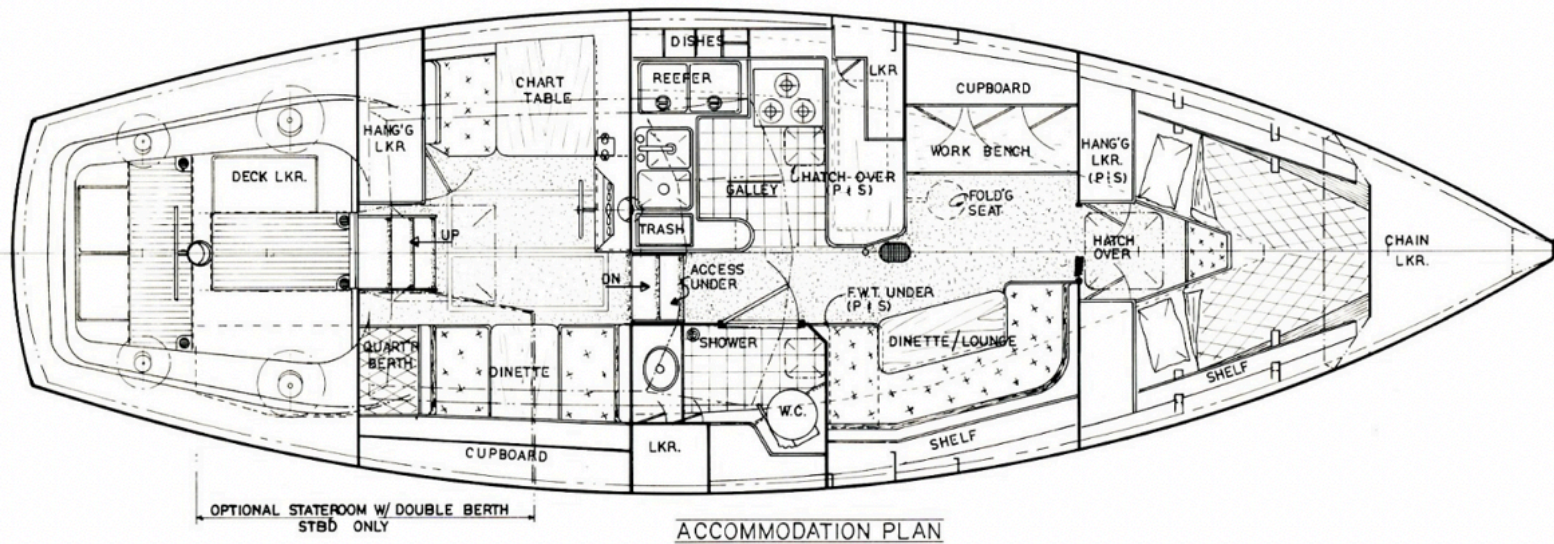 DISHES
REEFER
LKR
CHART
TABLE
CUPBOARD
HANG'G
LKR
WORK BENCH
HANG'G
LKR.
(P&S)
DECK LKR.
GALLEY
HATCH-OVER
(P & S)
FOLD'G
SEAT
TRASH
UP
HATCH
OVER
CHAIN
LKR.
DN
ACCESS
UNDER
F.W.T. UNDER
(P & S)
QUART'R
BERTH
DINETTE
SHOWER
DINETTE/LOUNGE
W.C.
SHELF
SHELF
CUPBOARD
LKR.
OPTIONAL STATEROOM W/ DOUBLE BERTH
STBD ONLY
ACCOMMODATION PLAN